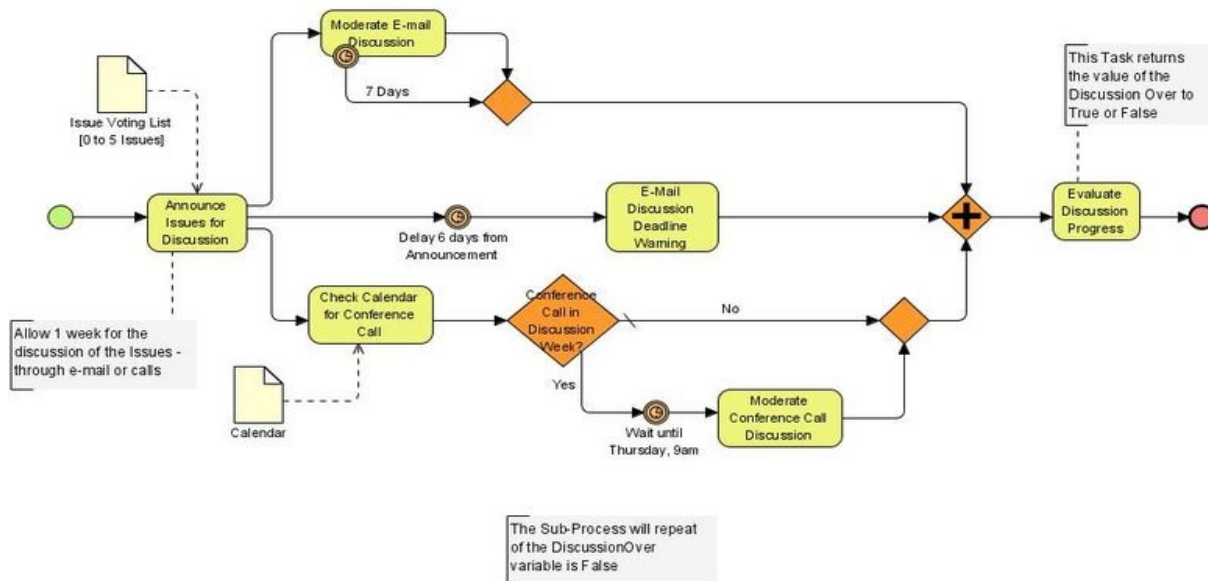 Moderate E-mail
Discussion
7 Days
This Task returns
the value of the
Discussion Over to
True or False
Issue Voting List
[0 to 5 Issues]
Announce
Issues for
Discussion
Delay 6 days from
Announcement
E-Mail
Discussion
Deadline
Warning
Evaluate
Discussion
Progress
Check Calendar
for Conference
Call
Conference
Call in
Discussion
Week?
No
Allow 1 week for the
discussion of the Issues -
through e-mail or calls
Yes
Calendar
Wait until
Thursday, 9am
Moderate
Conference Call
Discussion
The Sub-Process will repeat
of the DiscussionOver
variable is False